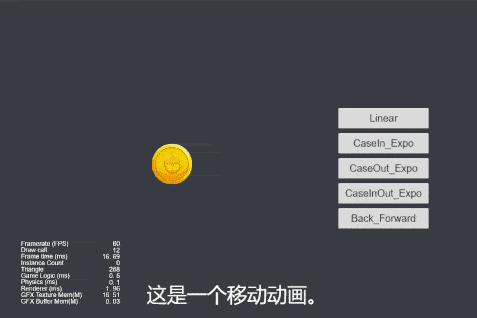 Linear
CaseIn_Expo
CaseOut_Expo
CaseInOut_Expo
Back_Forward
Framerate (FPS) 60
Draw call 12
Frame time (ms) 16.69
Instance Count 0
Triangle 268
Game Logic (ms) 0.5
Physics (ms) 0.1
Renderer (ms) 1.96
GFX Texture Mem(M) 16.51
GFX Buffer Mem(M) 0.03
这是一个移动动画。